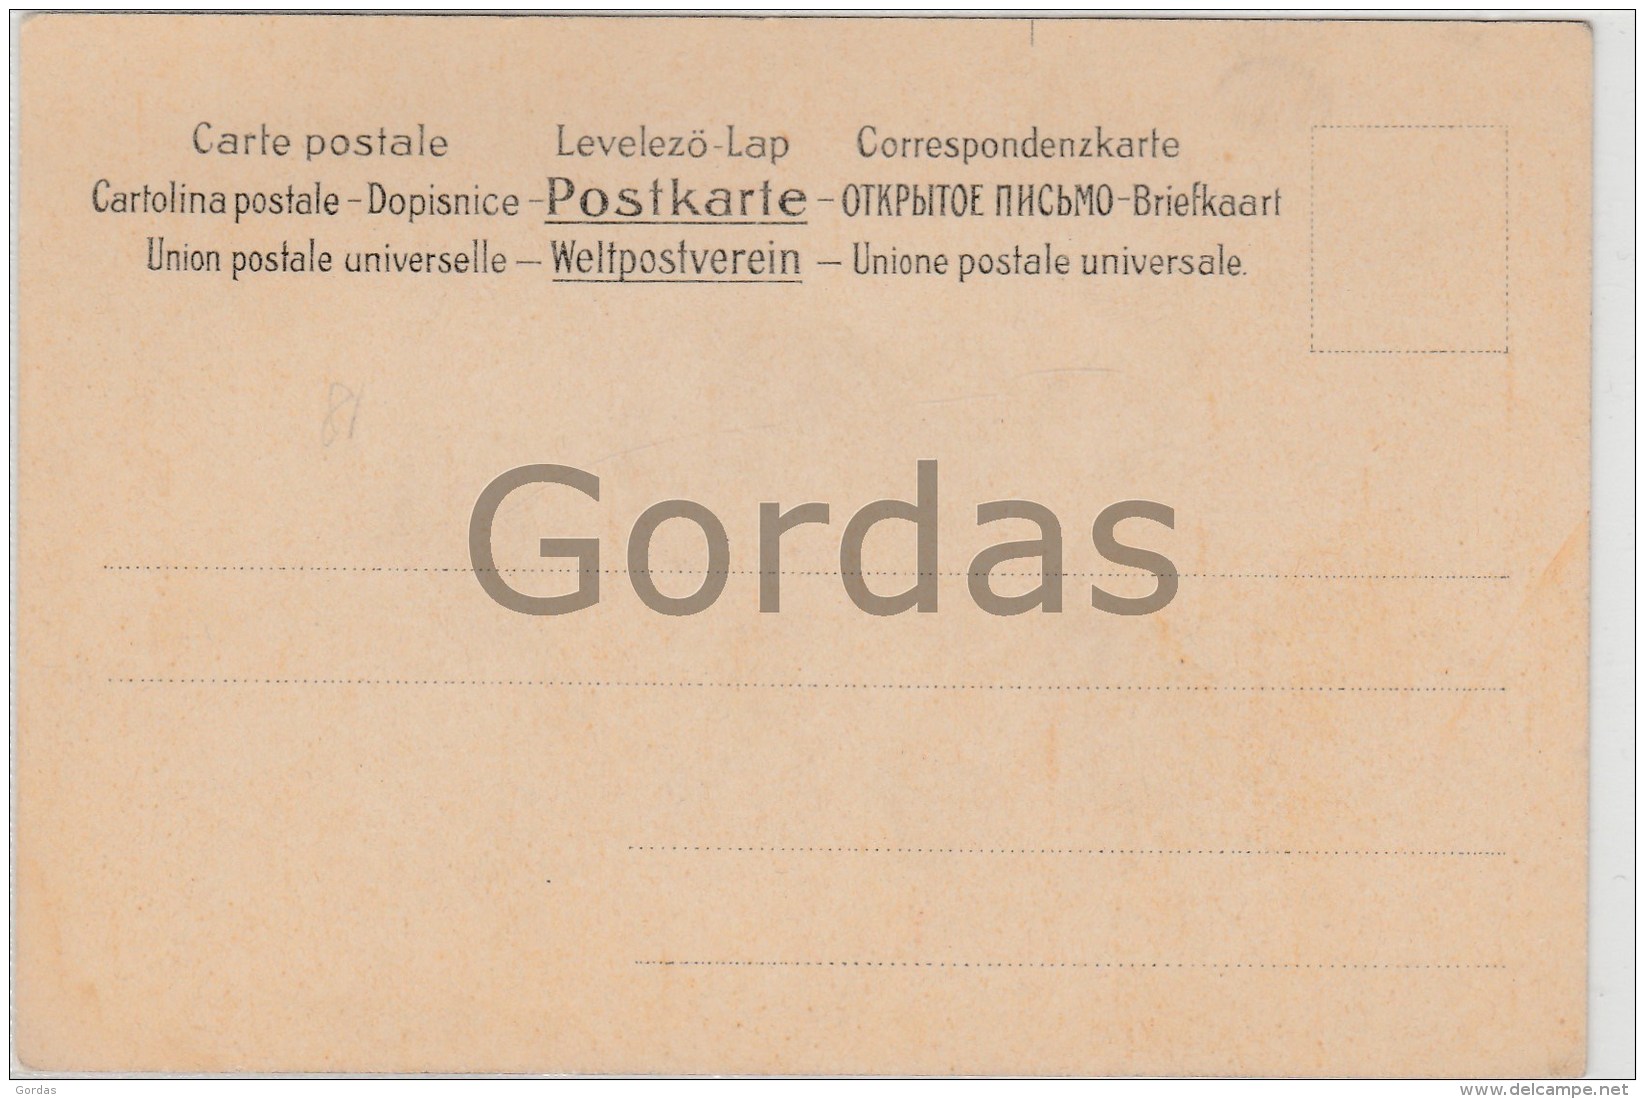 Carte postale Levelezö-Lap Correspondenzkarte
Cartolina postale – Dopisnice – Postkarte – ОТКРЫТОЕ ПИСЬМО – Briefkaart
Union postale universelle – Weltpostverein – Unione postale universale.
81
Gordas
Gordas
www.delcampe.net